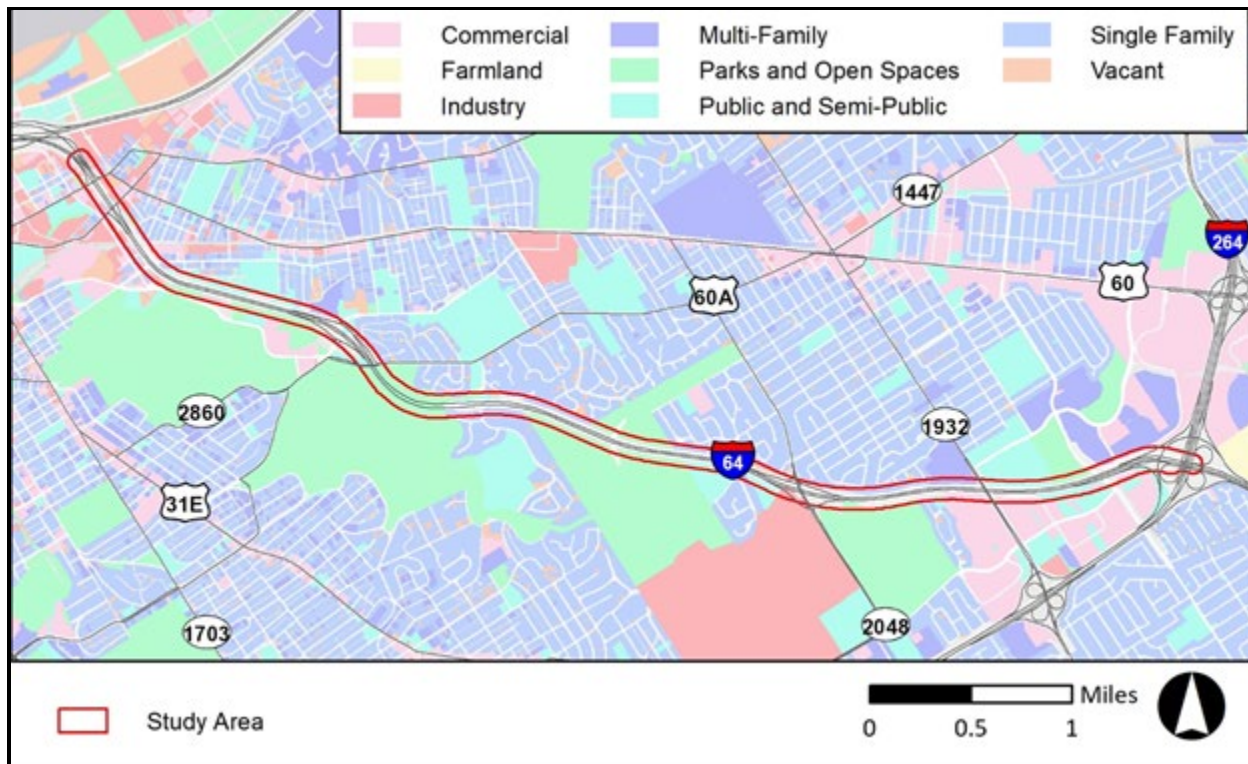 Commercial Multi-Family Single Family
Farmland Parks and Open Spaces Vacant
Industry Public and Semi-Public
1447
264
60A
60
2860
1932
64
31E
1703
2048
Study Area
Miles
0 0.5 1